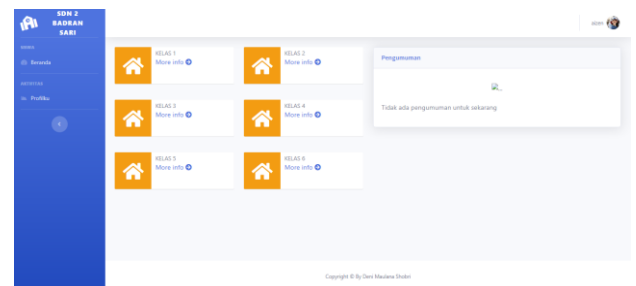 SDN 2
BADRAN
SARI
Beranda
Profilku
KELAS 1
More info
KELAS 2
More info
KELAS 3
More info
KELAS 4
More info
KELAS 5
More info
KELAS 6
More info
Pengumuman
Tidak ada pengumuman untuk sekarang
Copyright © By Deni Maulana Shobri